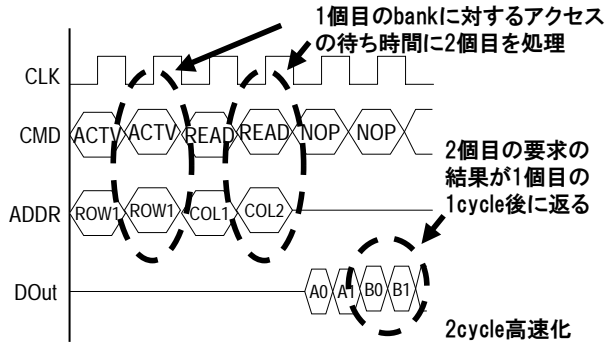 1個目のbankに対するアクセス
の待ち時間に2個目を処理
CLK
CMD ACTV ACTV READ READ NOP NOP
2個目の要求の
結果が1個目の
1cycle後に返る
ADDR ROW1 ROW1 COL1 COL2
DOut A0 A1 B0 B1
2cycle高速化